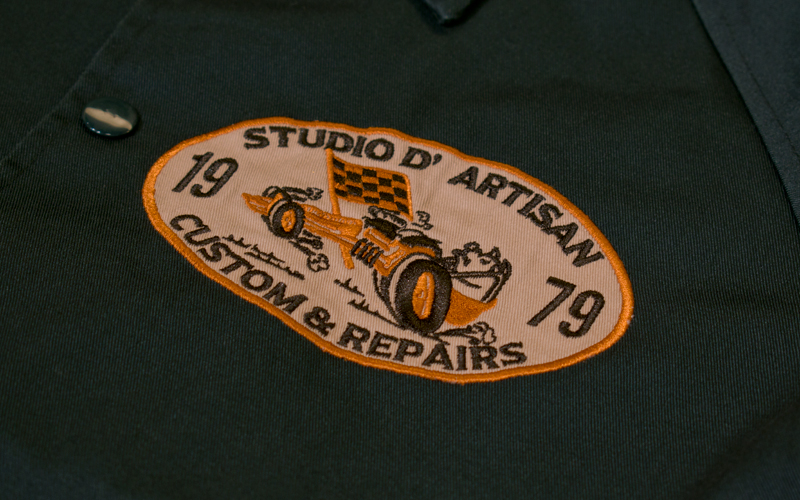 STUDIO D' ARTISAN
19 79
CUSTOM & REPAIRS